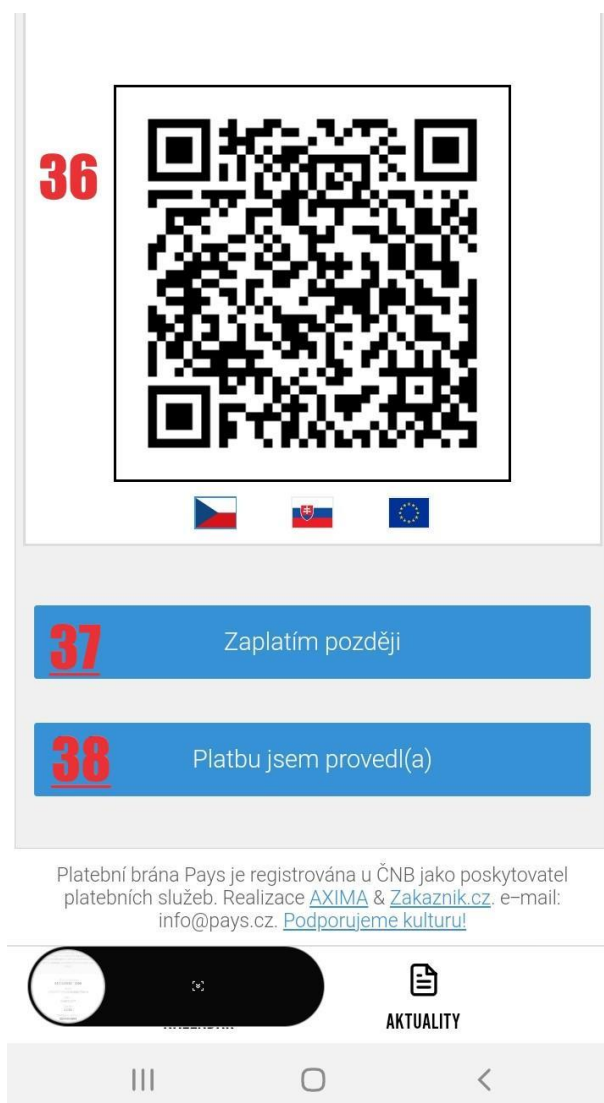 36
37
Zaplatím později
38
Platbu jsem provedl(a)
Platební brána Pays je registrována u ČNB jako poskytovatel
platebních služeb. Realizace AXIMA & Zakaznik.cz. e-mail:
info@pays.cz. Podporujeme kulturu!
AKTUALITY